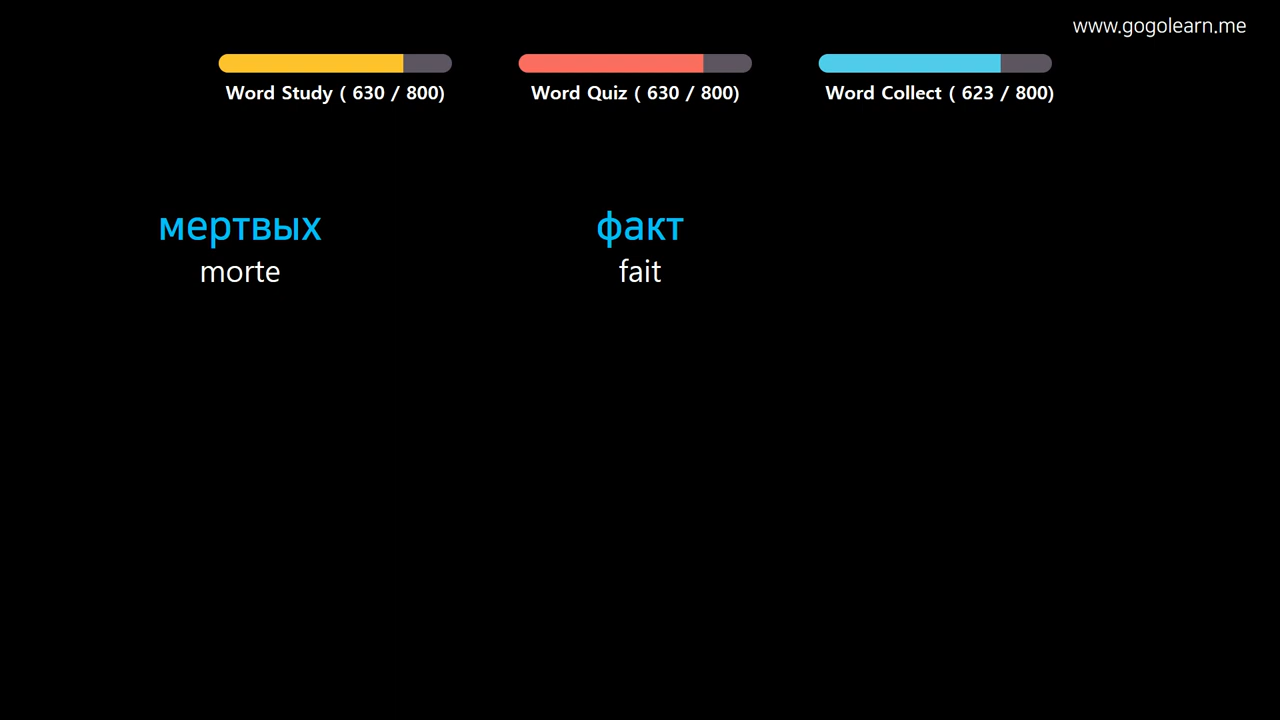 www.gogolearn.me
Word Study ( 630 / 800)
Word Quiz ( 630 / 800)
Word Collect ( 623 / 800)
мертвых
morte
факт
fait